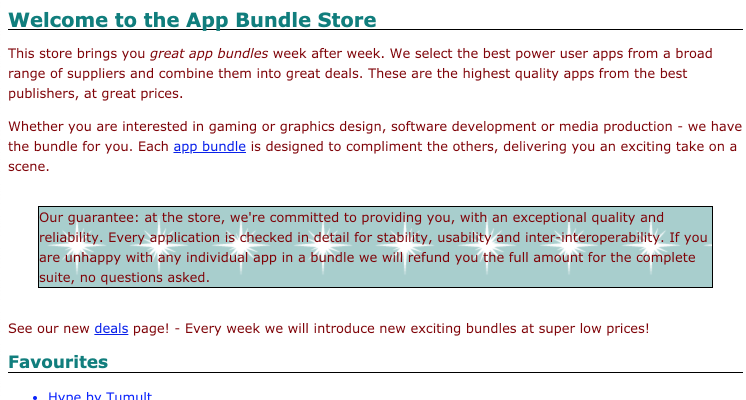 Welcome to the App Bundle Store
This store brings you great app bundles week after week. We select the best power user apps from a broad
range of suppliers and combine them into great deals. These are the highest quality apps from the best
publishers, at great prices.
Whether you are interested in gaming or graphics design, software development or media production - we have
the bundle for you. Each app bundle is designed to compliment the others, delivering you an exciting take on a
scene.
Our guarantee: at the store, we're committed to providing you, with an exceptional quality and
reliability. Every application is checked in detail for stability, usability and inter-interoperability. If you
are unhappy with any individual app in a bundle we will refund you the full amount for the complete
suite, no questions asked.
See our new deals page! - Every week we will introduce new exciting bundles at super low prices!
Favourites
Hype by Tumult